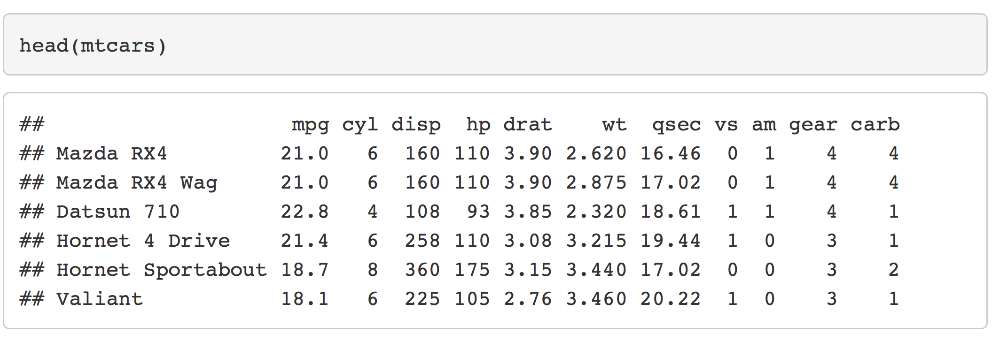 head(mtcars)
##                      mpg cyl disp  hp drat    wt  qsec vs am gear carb
## Mazda RX4         21.0   6  160 110 3.90 2.620 16.46  0  1    4    4
## Mazda RX4 Wag     21.0   6  160 110 3.90 2.875 17.02  0  1    4    4
## Datsun 710        22.8   4  108  93 3.85 2.320 18.61  1  1    4    1
## Hornet 4 Drive    21.4   6  258 110 3.08 3.215 19.44  1  0    3    1
## Hornet Sportabout 18.7   8  360 175 3.15 3.440 17.02  0  0    3    2
## Valiant           18.1   6  225 105 2.76 3.460 20.22  1  0    3    1